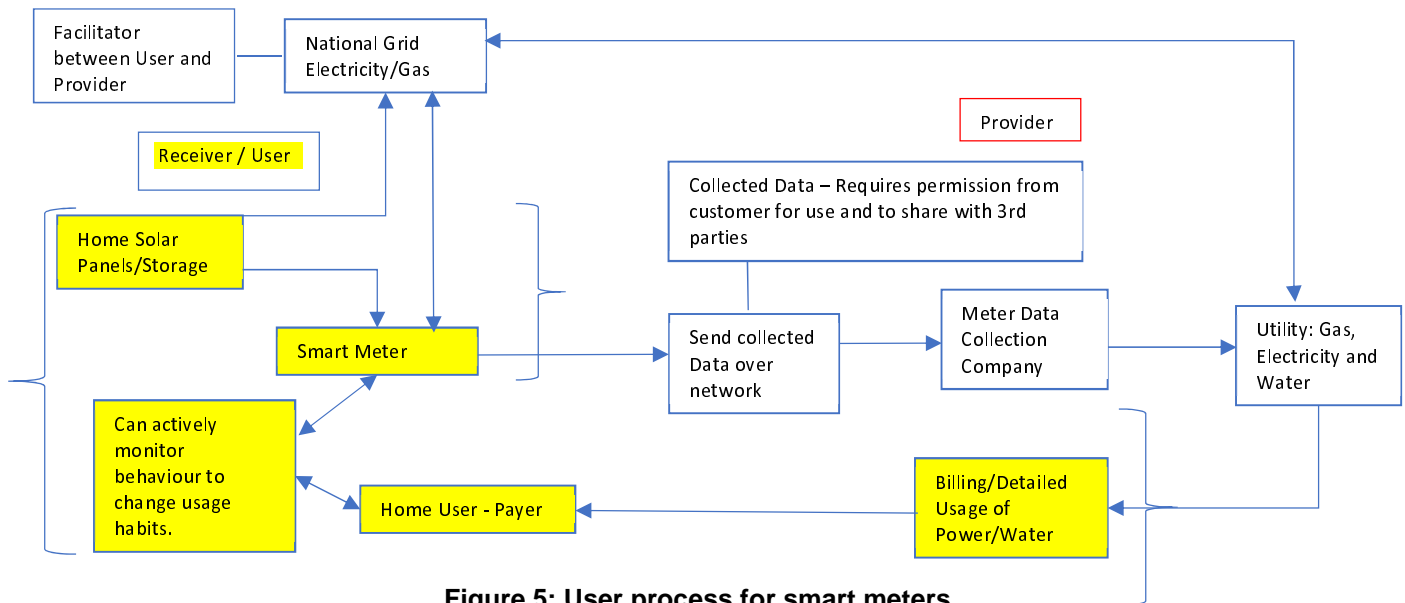 Facilitator
between User and
Provider
National Grid
Electricity/Gas
Provider
Receiver / User
Collected Data – Requires permission from
customer for use and to share with 3rd
parties
Home Solar
Panels/Storage
Smart Meter
Send collected
Data over
network
Meter Data
Collection
Company
Utility: Gas,
Electricity and
Water
Can actively
monitor
behaviour to
change usage
habits.
Home User - Payer
Billing/Detailed
Usage of
Power/Water
Figure 5: User process for smart meters